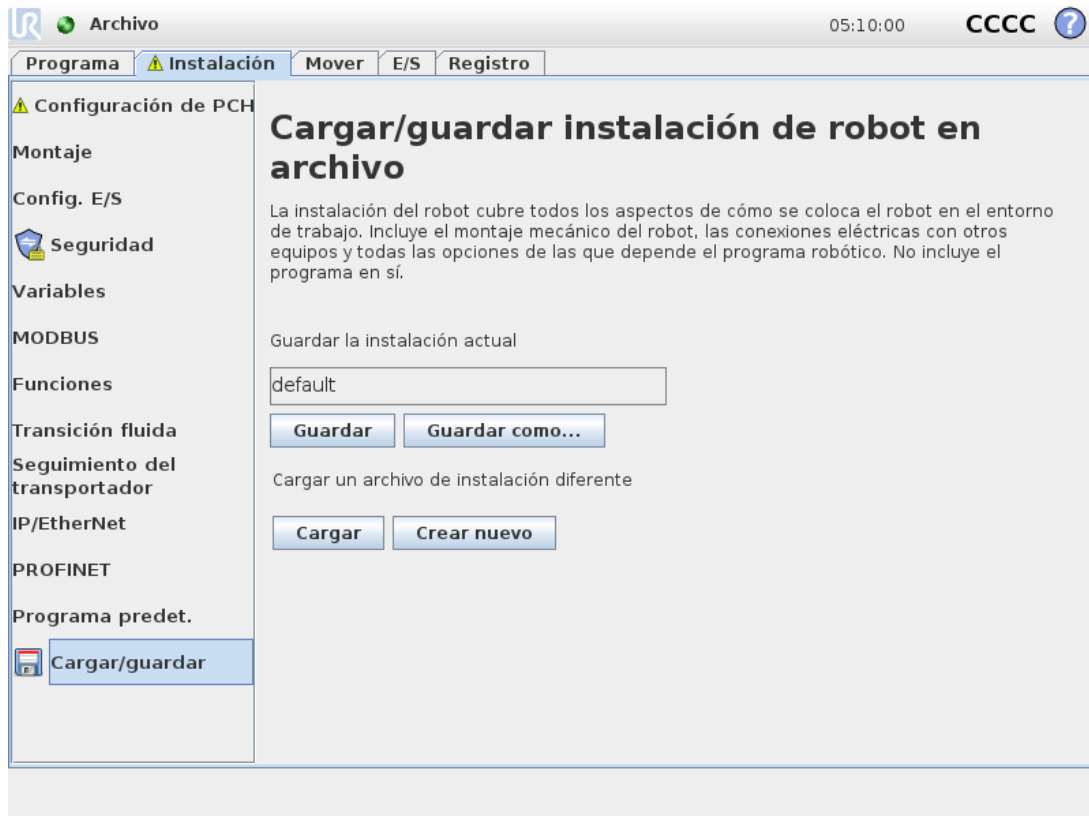 UR
Archivo
05:10:00
CCCC
?
Programa
Instalación
Mover
E/S
Registro
Configuración de PCH
Montaje
Config. E/S
Seguridad
Variables
MODBUS
Funciones
Transición fluida
Seguimiento del
transportador
IP/EtherNet
PROFINET
Programa predet.
Cargar/guardar
Cargar/guardar instalación de robot en
archivo
La instalación del robot cubre todos los aspectos de cómo se coloca el robot en el entorno
de trabajo. Incluye el montaje mecánico del robot, las conexiones eléctricas con otros
equipos y todas las opciones de las que depende el programa robótico. No incluye el
programa en sí.
Guardar la instalación actual
default
Guardar
Guardar como...
Cargar un archivo de instalación diferente
Cargar
Crear nuevo